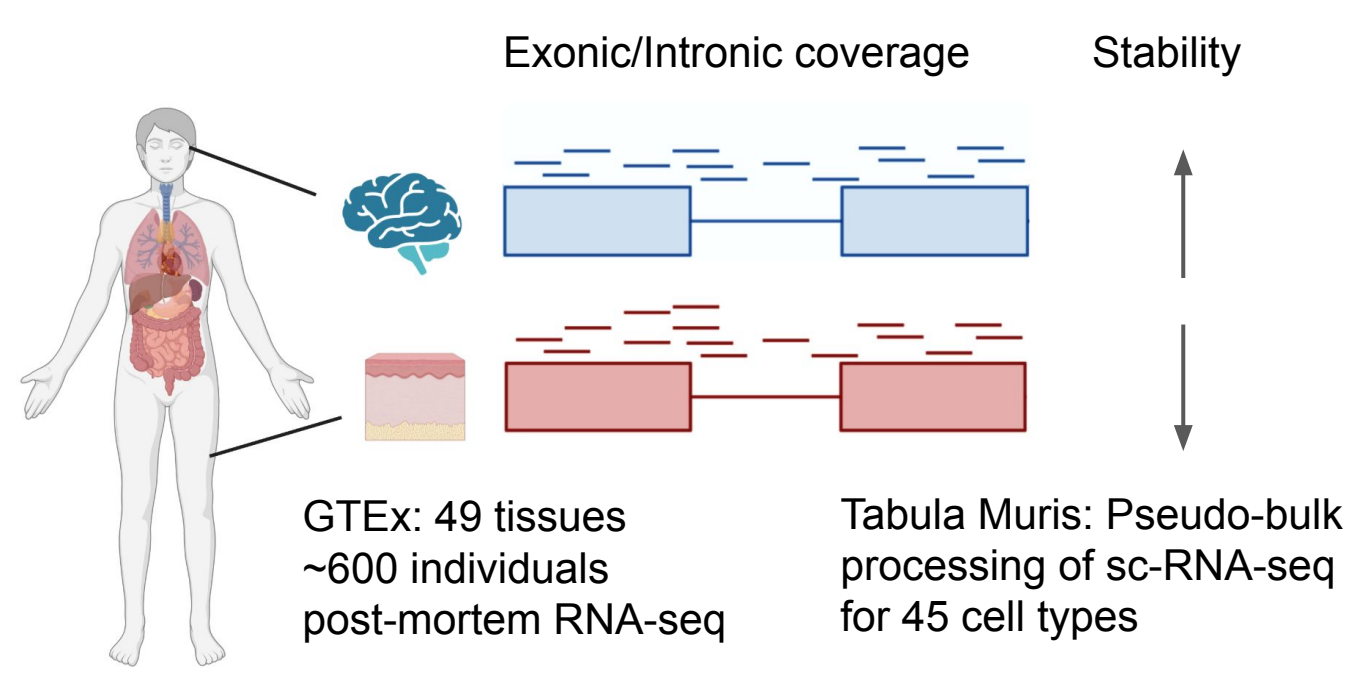 Exonic/Intronic coverage
Stability
GTEx: 49 tissues
~600 individuals
post-mortem RNA-seq
Tabula Muris: Pseudo-bulk
processing of sc-RNA-seq
for 45 cell types